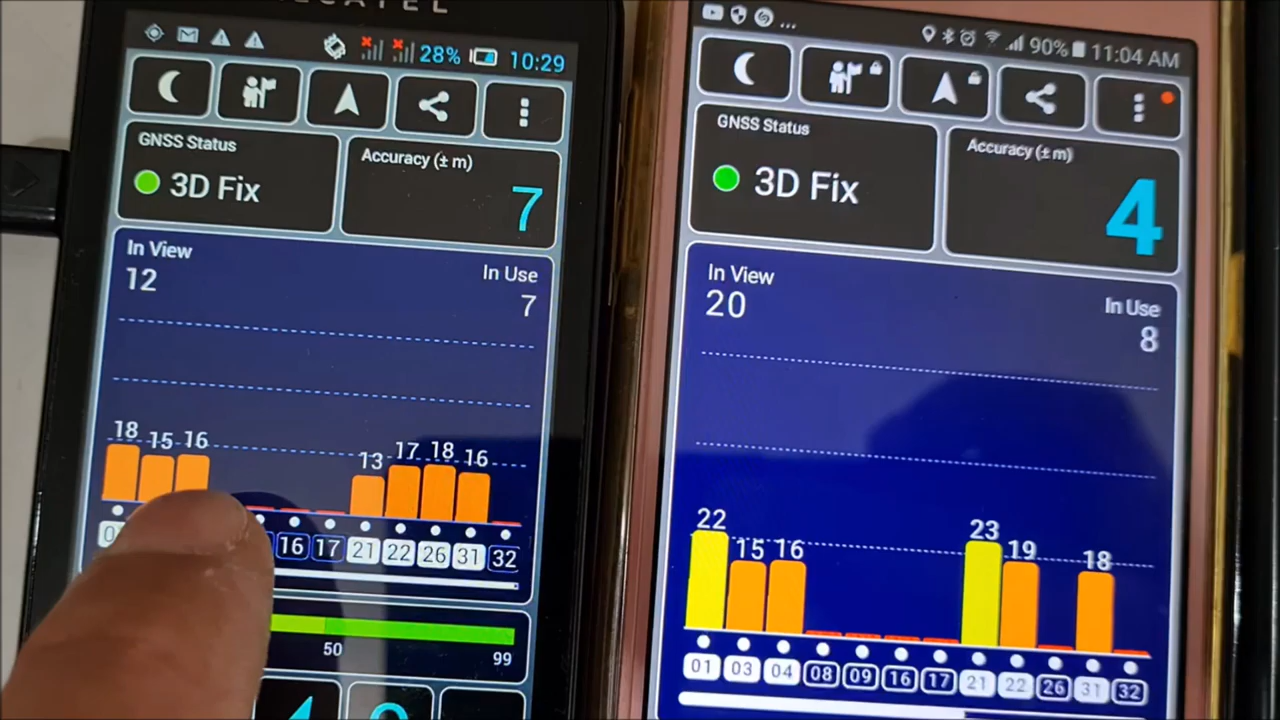 ALCATEL
28% 10:29
GNSS Status
3D Fix
Accuracy (± m)
7
In View
12
In Use
7
18 15 16 13 17 18 16
16 17 21 22 26 31 32
50 99
...
90% 11:04 AM
GNSS Status
3D Fix
Accuracy (± m)
4
In View
20
In Use
8
22 15 16 23 19 18
01 03 04 08 09 16 17 21 22 26 31 32